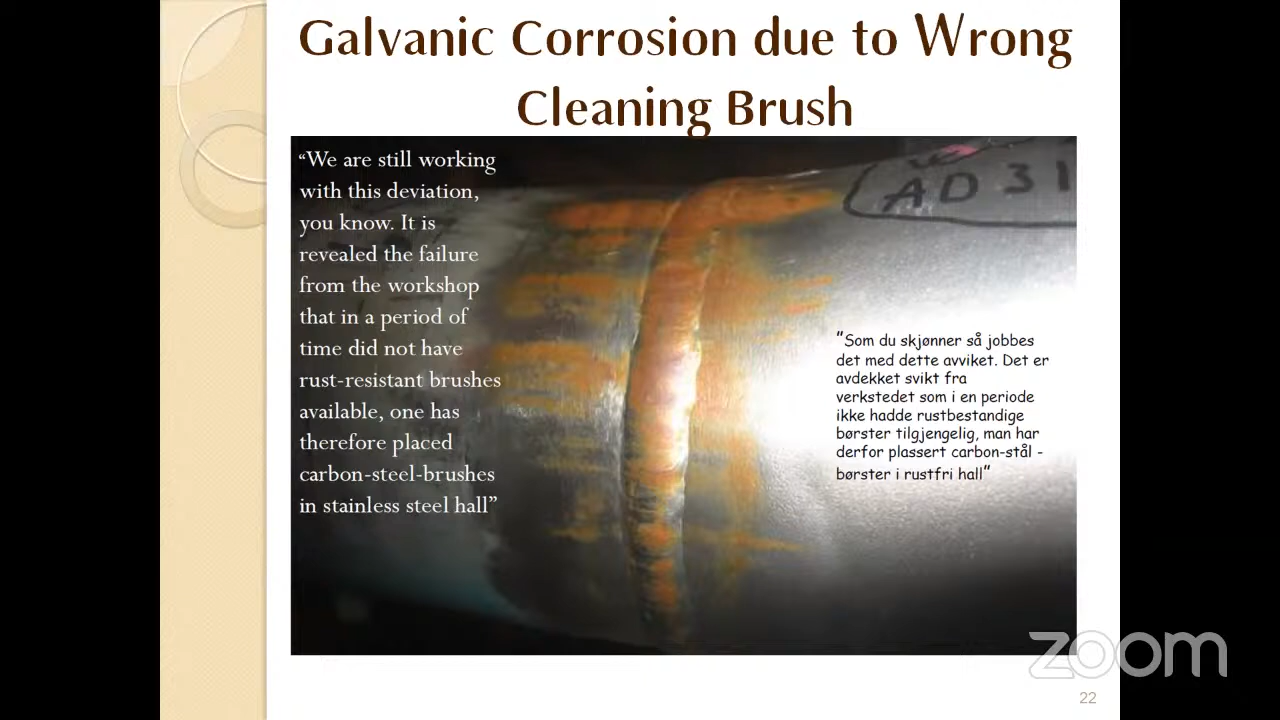 Galvanic Corrosion due to Wrong
Cleaning Brush
“We are still working
with this deviation,
you know. It is
revealed the failure
from the workshop
that in a period of
time did not have
rust-resistant brushes
available, one has
therefore placed
carbon-steel-brushes
in stainless steel hall”
AD 31
"Som du skjønner så jobbes
det med dette avviket. Det er
avdekket svikt fra
verkstedet som i en periode
ikke hadde rustbestandige
børster tilgjengelig, man har
derfor plassert carbon-stål -
børster i rustfri hall"
zoom
22